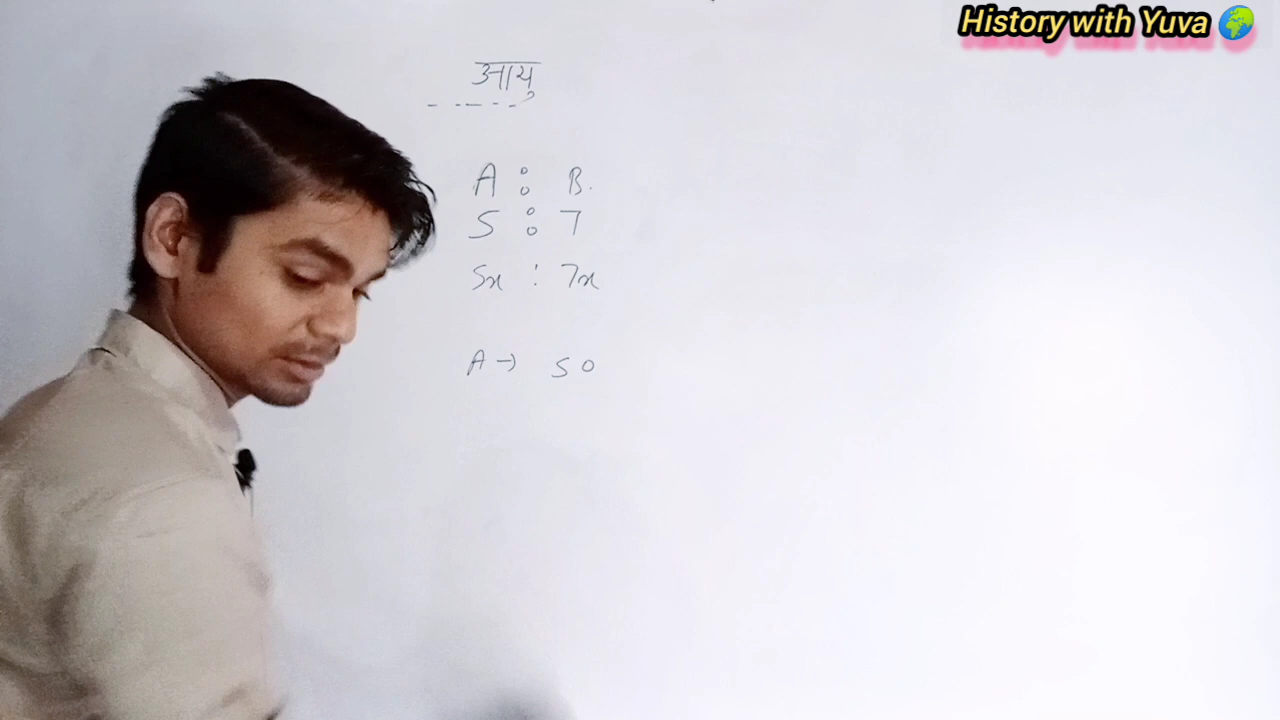 History with Yuva 🌍
आयु
A : B.
5 : 7
5x : 7x
A → 50